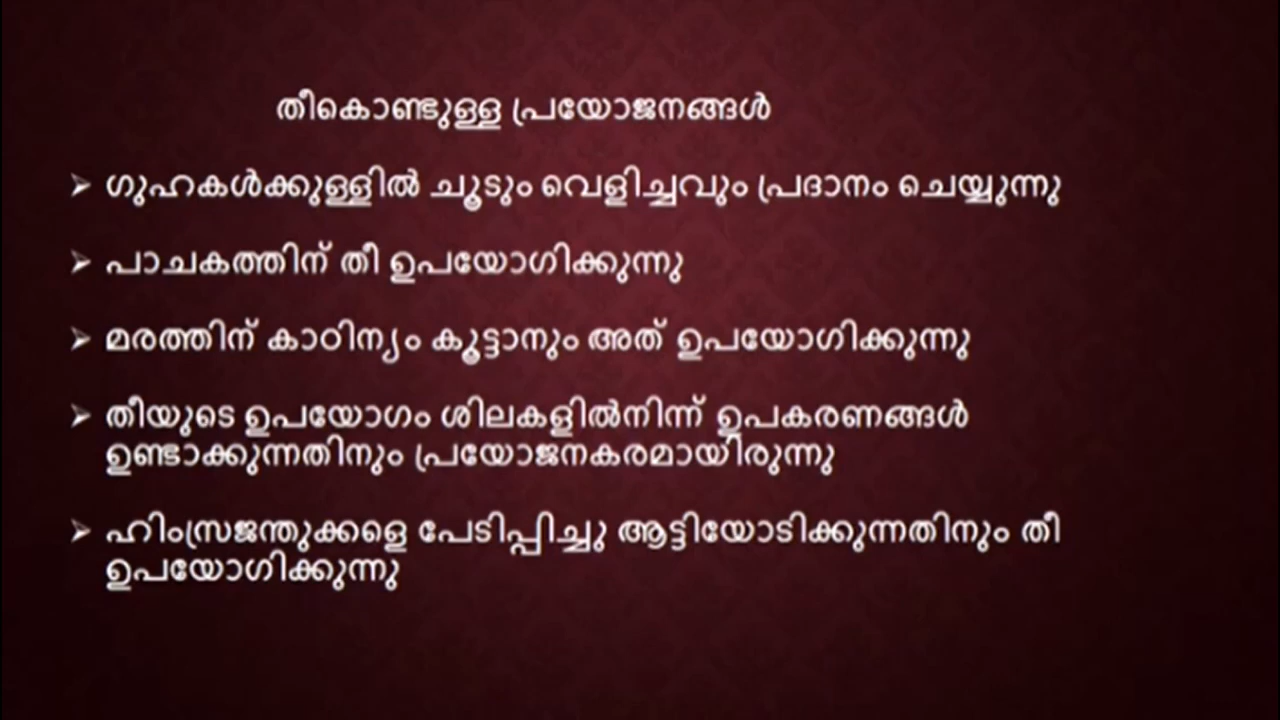 തീകൊണ്ടുള്ള പ്രയോജനങ്ങൾ
➢ ഗുഹകൾക്കുള്ളിൽ ചൂടും വെളിച്ചവും പ്രദാനം ചെയ്യുന്നു
➢ പാചകത്തിന് തീ ഉപയോഗിക്കുന്നു
➢ മരത്തിന് കാഠിന്യം കൂട്ടാനും അത് ഉപയോഗിക്കുന്നു
➢ തീയുടെ ഉപയോഗം ശിലകളിൽനിന്ന് ഉപകരണങ്ങൾ
ഉണ്ടാക്കുന്നതിനും പ്രയോജനകരമായിരുന്നു
➢ ഹിംസ്രജന്തുക്കളെ പേടിപ്പിച്ചു ആട്ടിയോടിക്കുന്നതിനും തീ
ഉപയോഗിക്കുന്നു